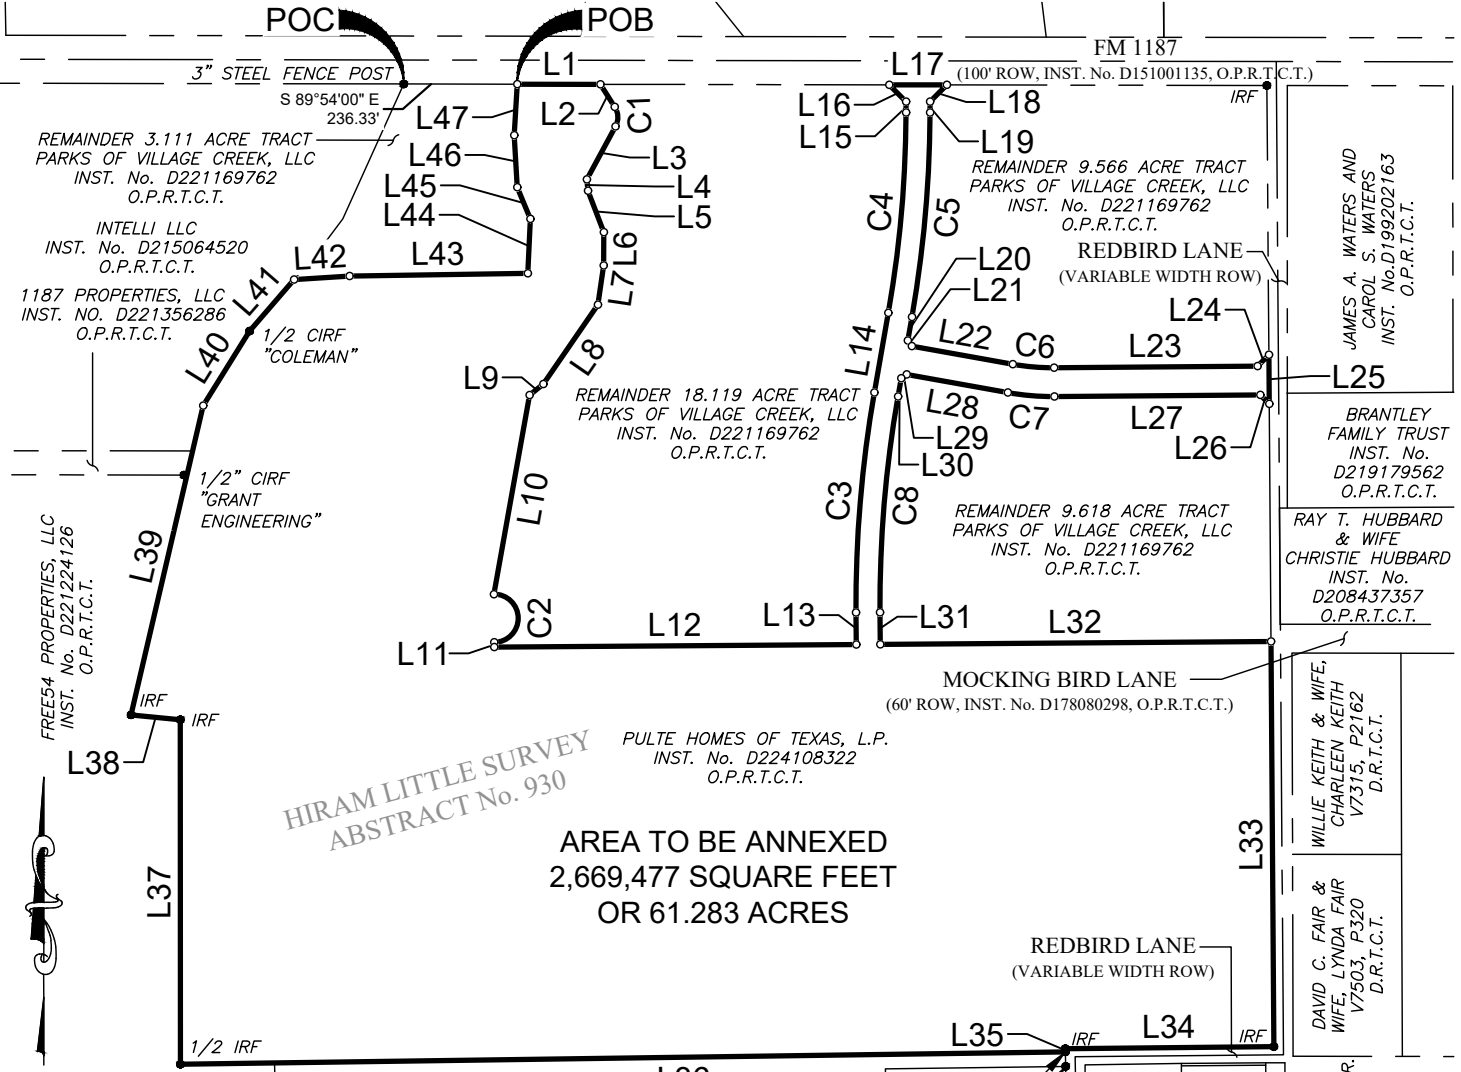 POC
POB
L1
L17
FM 1187
(100' ROW, INST. No. D151001135, O.P.R.T.C.T.)
3" STEEL FENCE POST
S 89°54'00" E
236.33'
L47
L2
C1
L16
L18
L15
L19
IRF
REMAINDER 3.111 ACRE TRACT
PARKS OF VILLAGE CREEK, LLC
INST. No. D221169762
O.P.R.T.C.T.
L46
L45
L44
L3
L4
L5
REMAINDER 9.566 ACRE TRACT
PARKS OF VILLAGE CREEK, LLC
INST. No. D221169762
O.P.R.T.C.T.
JAMES A. WATERS AND
CAROL S. WATERS
INST. No.D199202163
O.P.R.T.C.T.
INTELLI LLC
INST. No. D215064520
O.P.R.T.C.T.
L42
L43
L6
L7
C4
C5
REDBIRD LANE
(VARIABLE WIDTH ROW)
L20
L21
1187 PROPERTIES, LLC
INST. NO. D221356286
O.P.R.T.C.T.
L41
L40
1/2 CIRF
"COLEMAN"
L8
L9
L14
L22
C6
L23
L24
L25
REMAINDER 18.119 ACRE TRACT
PARKS OF VILLAGE CREEK, LLC
INST. No. D221169762
O.P.R.T.C.T.
L28
C7
L27
L26
L29
L30
BRANTLEY
FAMILY TRUST
INST. No.
D219179562
O.P.R.T.C.T.
1/2" CIRF
"GRANT
ENGINEERING"
L10
C3
C8
REMAINDER 9.618 ACRE TRACT
PARKS OF VILLAGE CREEK, LLC
INST. No. D221169762
O.P.R.T.C.T.
RAY T. HUBBARD
& WIFE
CHRISTIE HUBBARD
INST. No.
D208437357
O.P.R.T.C.T.
FREE54 PROPERTIES, LLC
INST. No. D221224126
O.P.R.T.C.T.
L39
C2
L11
L12
L13
L31
L32
MOCKING BIRD LANE
(60' ROW, INST. No. D178080298, O.P.R.T.C.T.)
IRF
IRF
L38
WILLIE KEITH & WIFE,
CHARLEEN KEITH
V7315, P2162
D.R.T.C.T.
PULTE HOMES OF TEXAS, L.P.
INST. No. D224108322
O.P.R.T.C.T.
HIRAM LITTLE SURVEY
ABSTRACT No. 930
AREA TO BE ANNEXED
2,669,477 SQUARE FEET
OR 61.283 ACRES
L33
L37
DAVID C. FAIR &
WIFE, LYNDA FAIR
V7503, P320
D.R.T.C.T.
REDBIRD LANE
(VARIABLE WIDTH ROW)
L35
IRF
L34
IRF
1/2 IRF